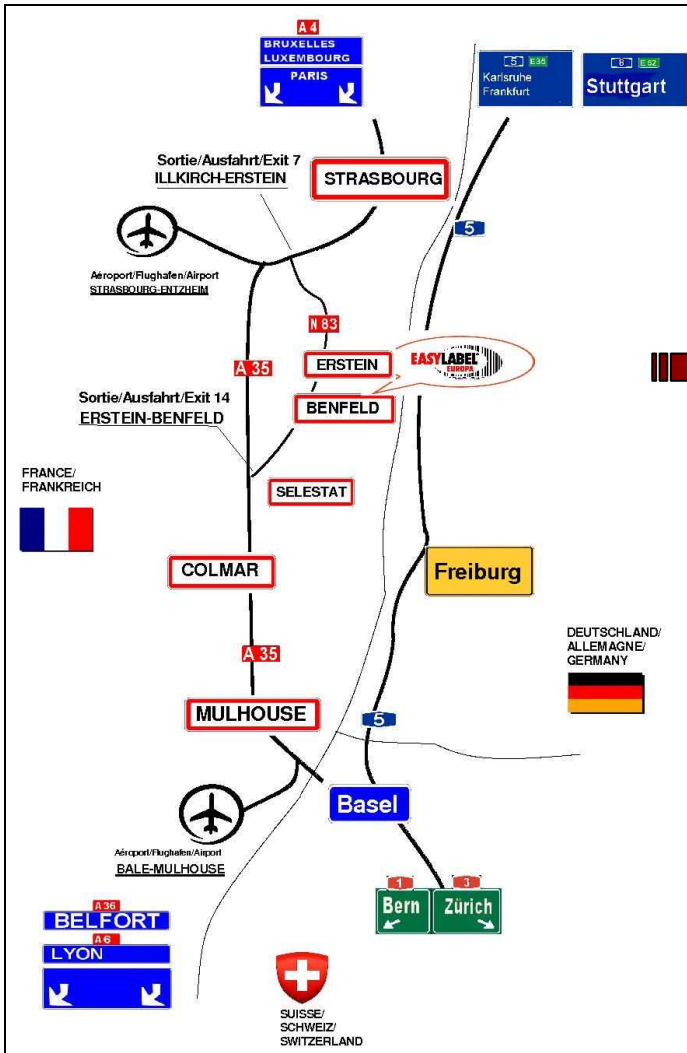 A 4
BRUXELLES
LUXEMBOURG
PARIS
5 E35
Karlsruhe
Frankfurt
8 E52
Stuttgart
Sortie/Ausfahrt/Exit 7
ILLKIRCH-ERSTEIN
STRASBOURG
5
Aéroport/Flughafen/Airport
STRASBOURG-ENTZHEIM
N 83
A 35
ERSTEIN
EASYLABEL
EUROPA
Sortie/Ausfahrt/Exit 14
ERSTEIN-BENFELD
BENFELD
FRANCE/
FRANKREICH
SELESTAT
COLMAR
Freiburg
DEUTSCHLAND/
ALLEMAGNE/
GERMANY
A 35
MULHOUSE
5
Basel
Aéroport/Flughafen/Airport
BALE-MULHOUSE
1
Bern
3
Zürich
A36
BELFORT
A6
LYON
SUISSE/
SCHWEIZ/
SWITZERLAND